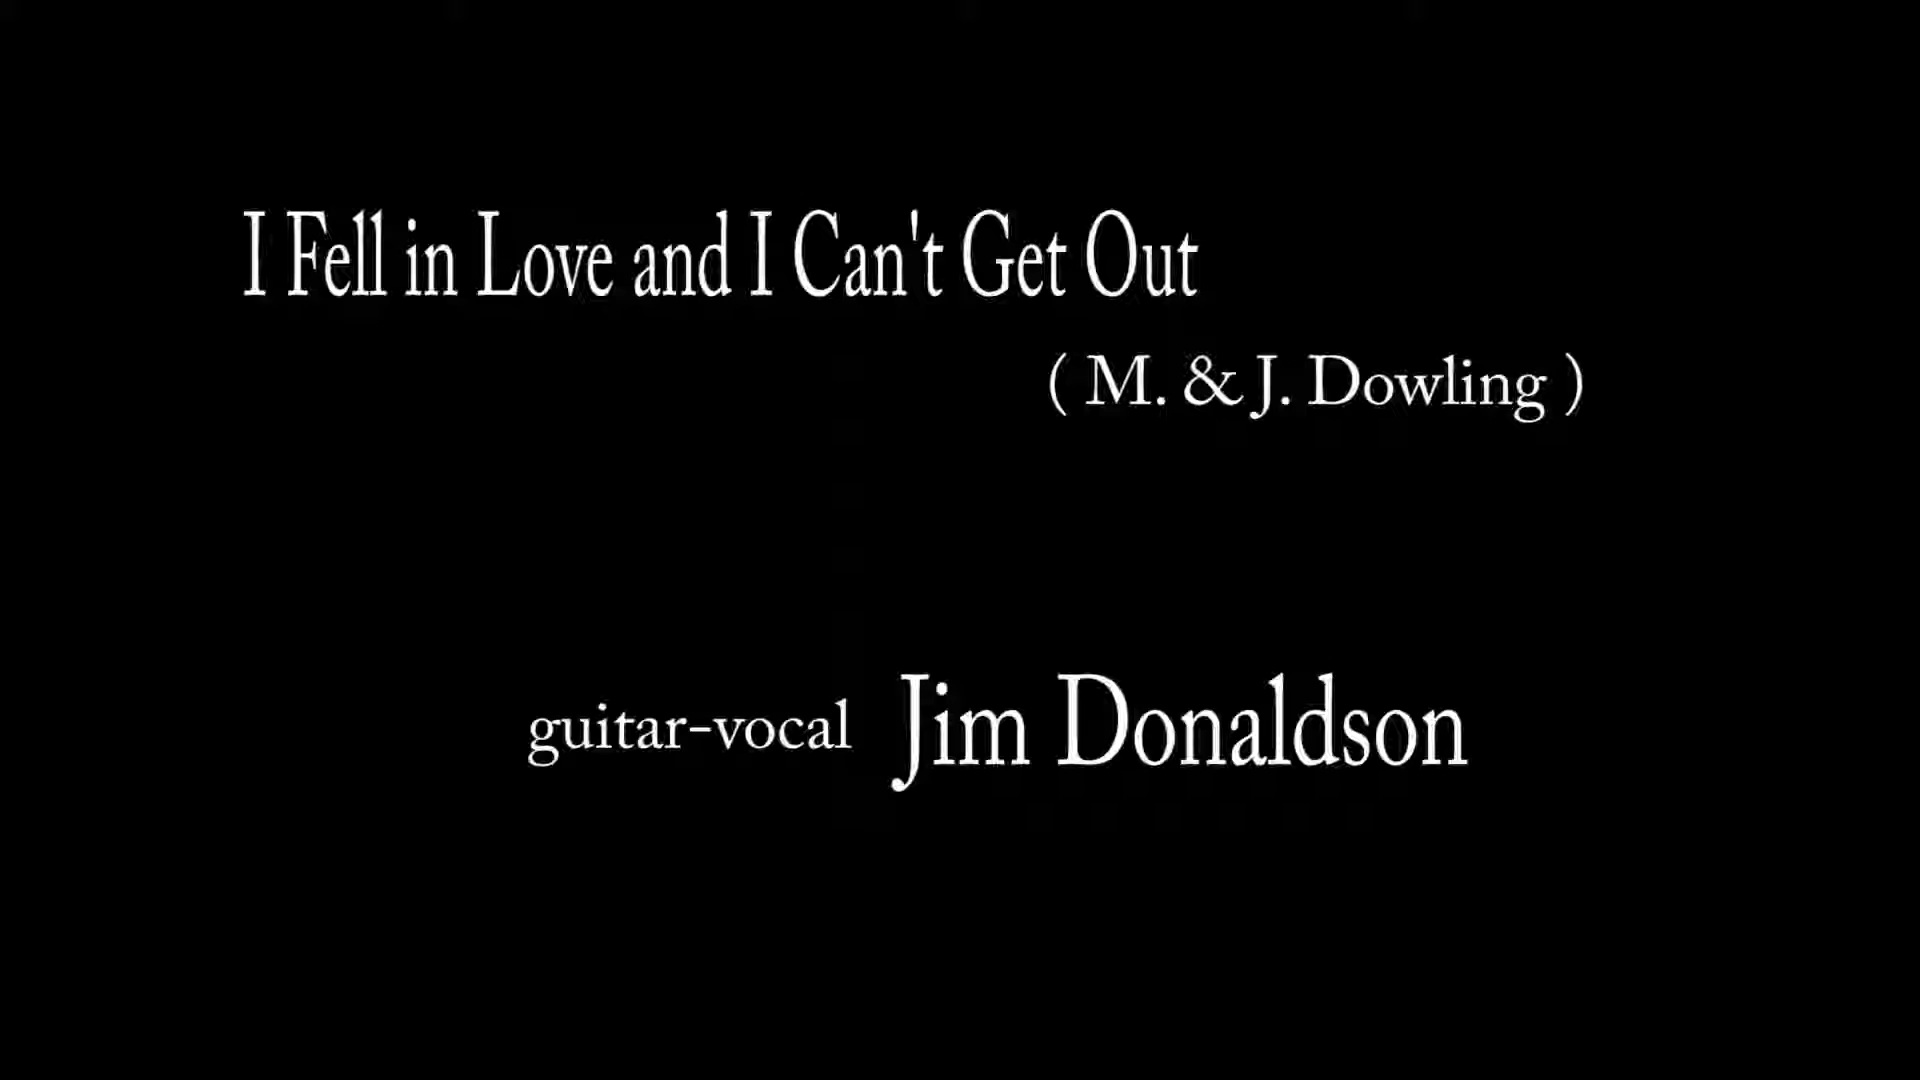 I Fell in Love and I Can't Get Out
( M. & J. Dowling )
guitar-vocal Jim Donaldson